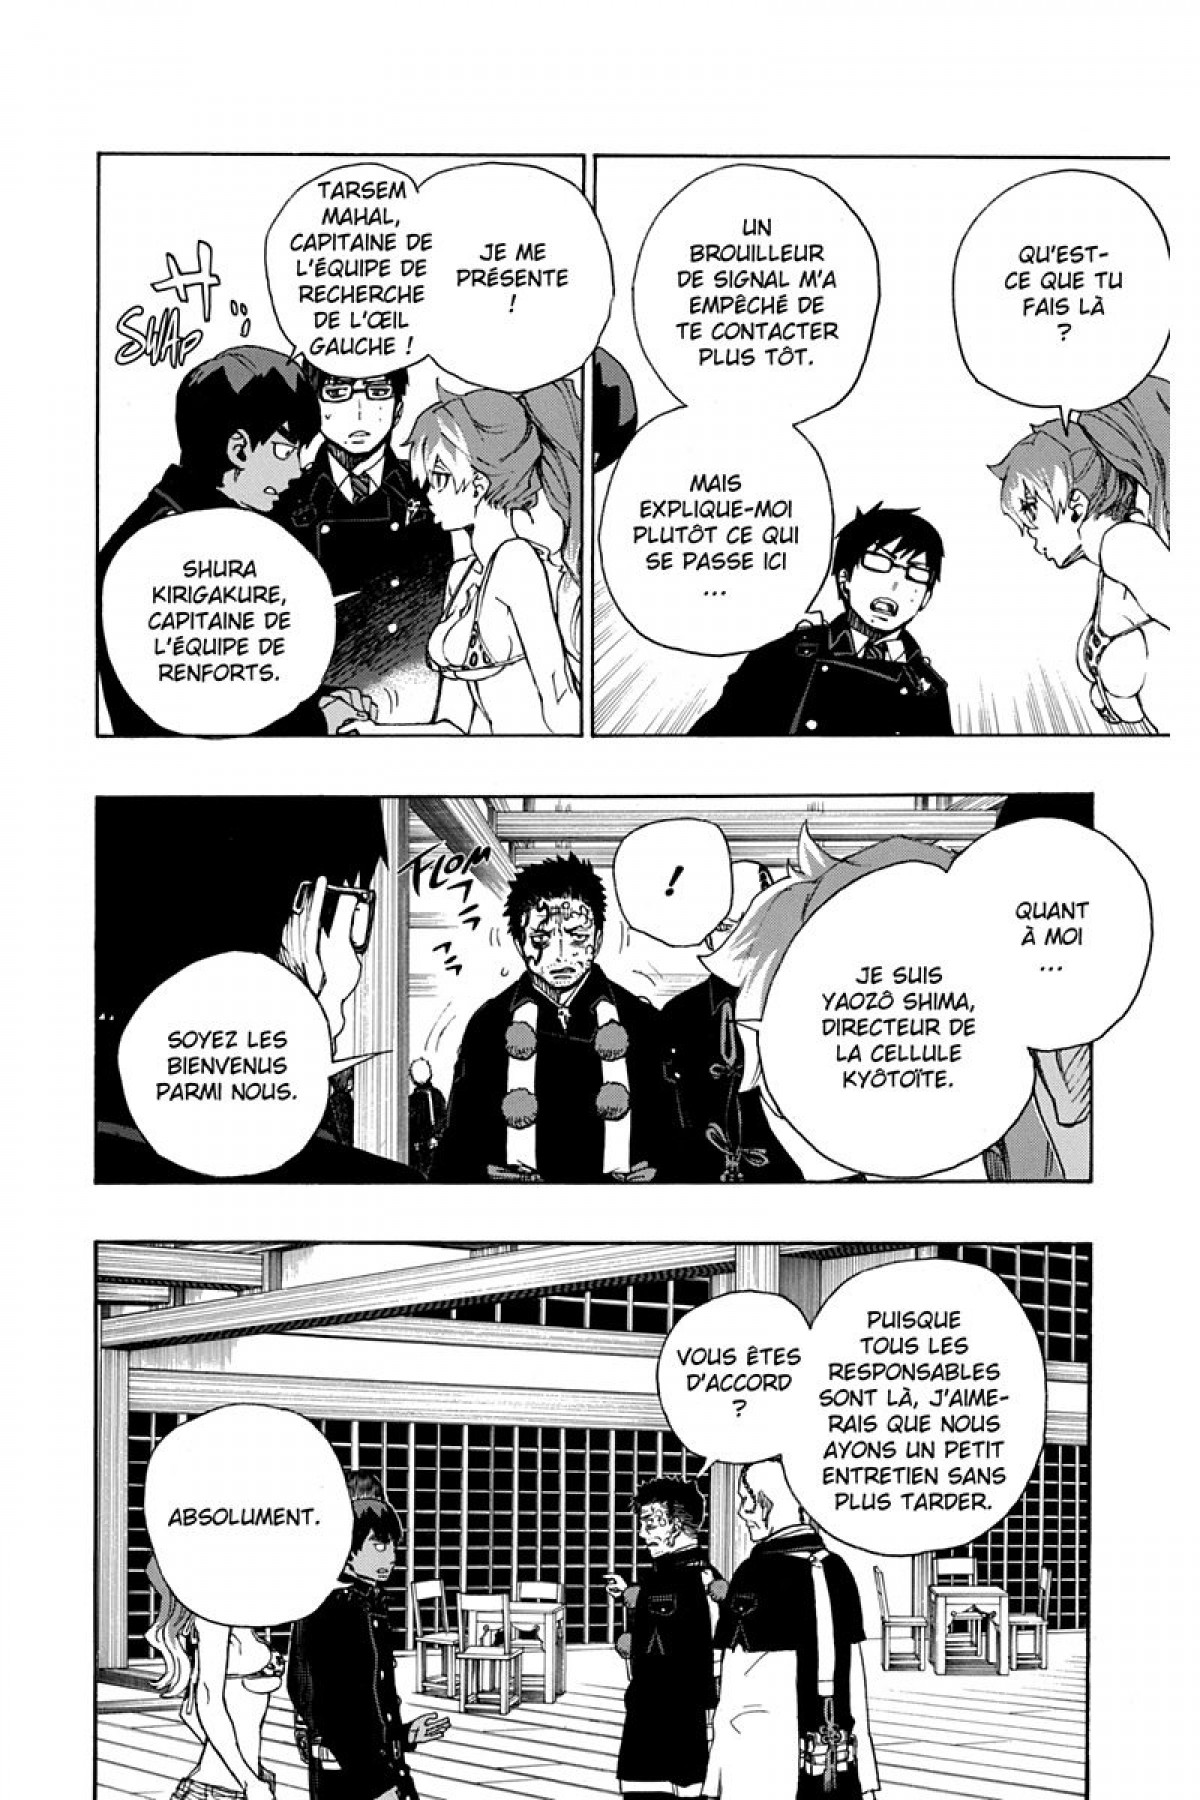 QU'EST-
CE QUE TU
FAIS LÀ
?
UN
BROUILLEUR
DE SIGNAL M'A
EMPÊCHÉ DE
TE CONTACTER
PLUS TÔT.
MAIS
EXPLIQUE-MOI
PLUTÔT CE QUI
SE PASSE ICI
...
JE ME
PRÉSENTE
!
TARSEM
MAHAL,
CAPITAINE DE
L'ÉQUIPE DE
RECHERCHE
DE L'ŒIL
GAUCHE !
SWAP
SHURA
KIRIGAKURE,
CAPITAINE DE
L'ÉQUIPE DE
RENFORTS.
QUANT
À MOI
...
JE SUIS
YAOZÔ SHIMA,
DIRECTEUR DE
LA CELLULE
KYÔTOÏTE.
!
FLOM
SOYEZ LES
BIENVENUS
PARMI NOUS.
PUISQUE
TOUS LES
RESPONSABLES
SONT LÀ, J'AIME-
RAIS QUE NOUS
AYONS UN PETIT
ENTRETIEN SANS
PLUS TARDER.
VOUS ÊTES
D'ACCORD
?
ABSOLUMENT.